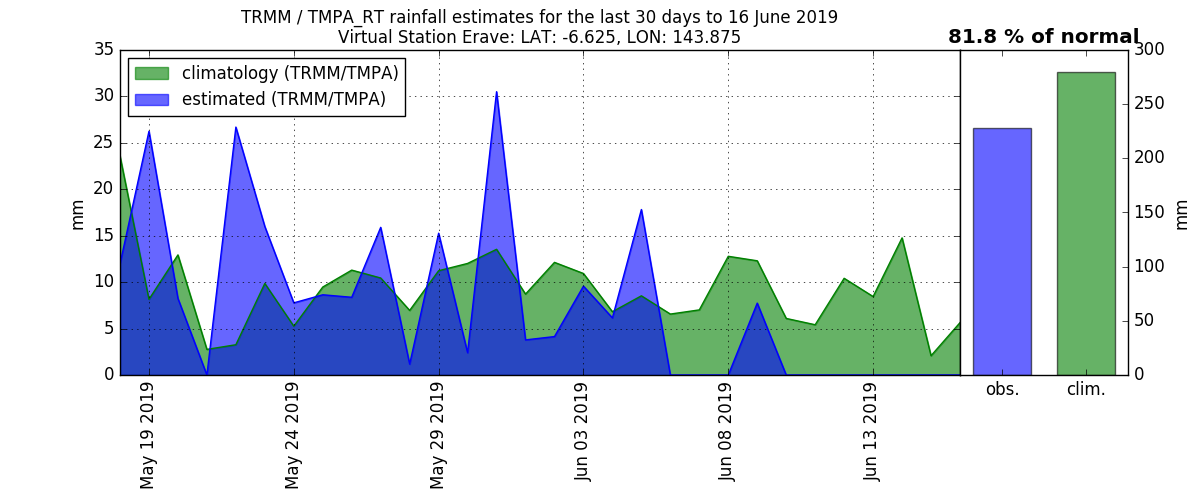 TRMM / TMPA_RT rainfall estimates for the last 30 days to 16 June 2019
Virtual Station Erave: LAT: -6.625, LON: 143.875
81.8 % of normal
climatology (TRMM/TMPA)
estimated (TRMM/TMPA)
mm
35
30
25
20
15
10
5
0
May 19 2019
May 24 2019
May 29 2019
Jun 03 2019
Jun 08 2019
Jun 13 2019
obs.
clim.
300
250
200
150
100
50
0
mm